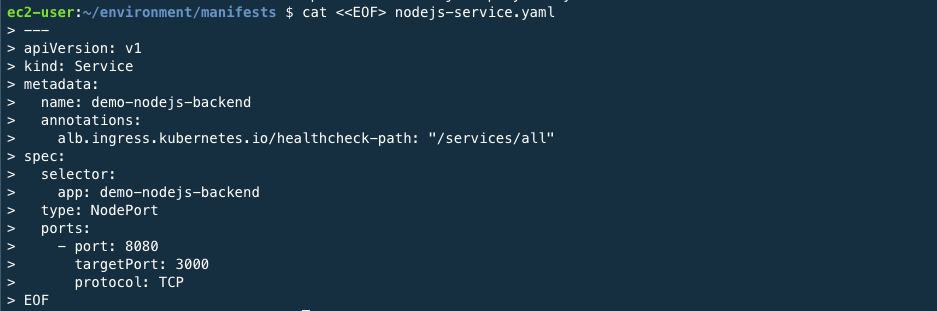 ec2-user:~/environment/manifests $ cat <<EOF> nodejs-service.yaml
> ---
> apiVersion: v1
> kind: Service
> metadata:
>   name: demo-nodejs-backend
>   annotations:
>     alb.ingress.kubernetes.io/healthcheck-path: "/services/all"
> spec:
>   selector:
>     app: demo-nodejs-backend
>   type: NodePort
>   ports:
>     - port: 8080
>       targetPort: 3000
>       protocol: TCP
> EOF